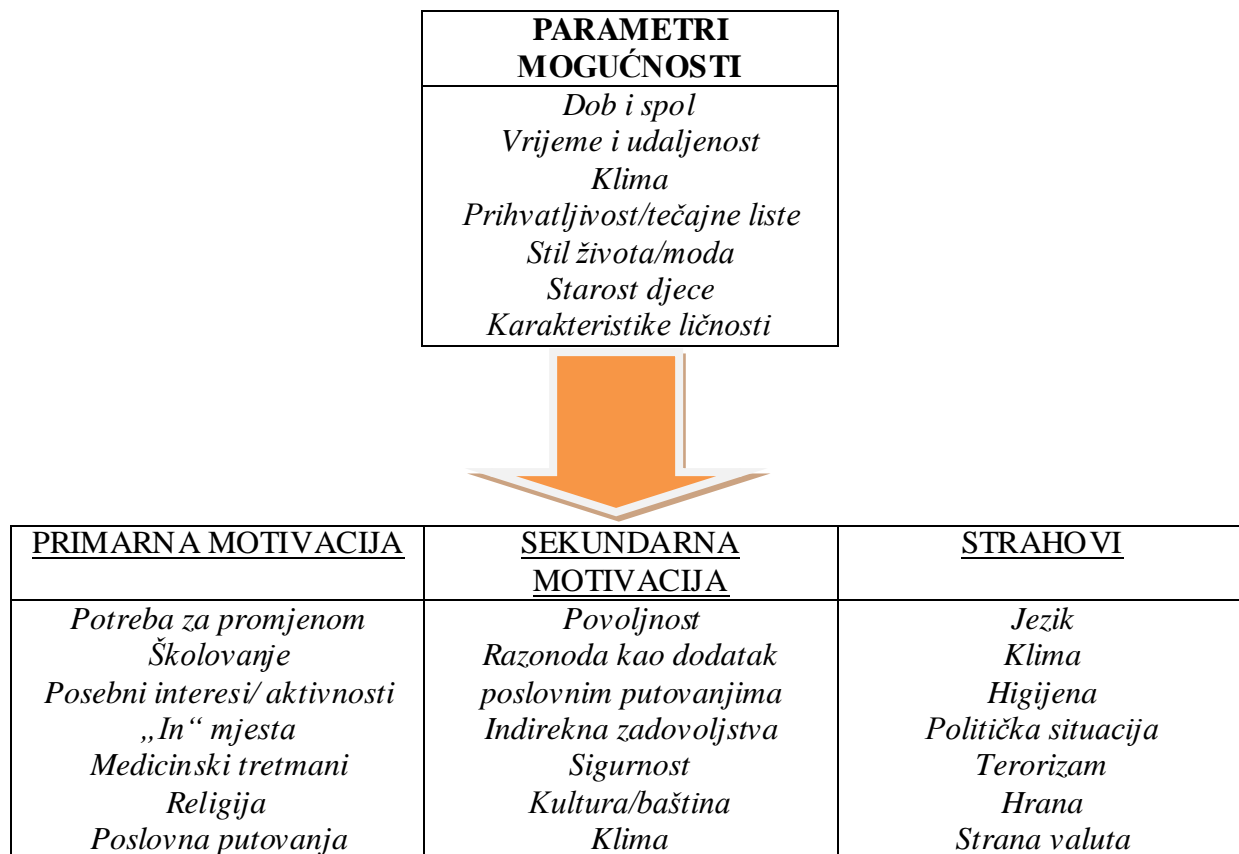 PARAMETRI
MOGUĆNOSTI
Dob i spol
Vrijeme i udaljenost
Klima
Prihvatljivost/tečajne liste
Stil života/moda
Starost djece
Karakteristike ličnosti
PRIMARNA MOTIVACIJA
Potreba za promjenom
Školovanje
Posebni interesi/ aktivnosti
„In“ mjesta
Medicinski tretmani
Religija
Poslovna putovanja
SEKUNDARNA
MOTIVACIJA
Povoljnost
Razonoda kao dodatak
poslovnim putovanjima
Indirekna zadovoljstva
Sigurnost
Kultura/baština
Klima
STRAHOVI
Jezik
Klima
Higijena
Politička situacija
Terorizam
Hrana
Strana valuta